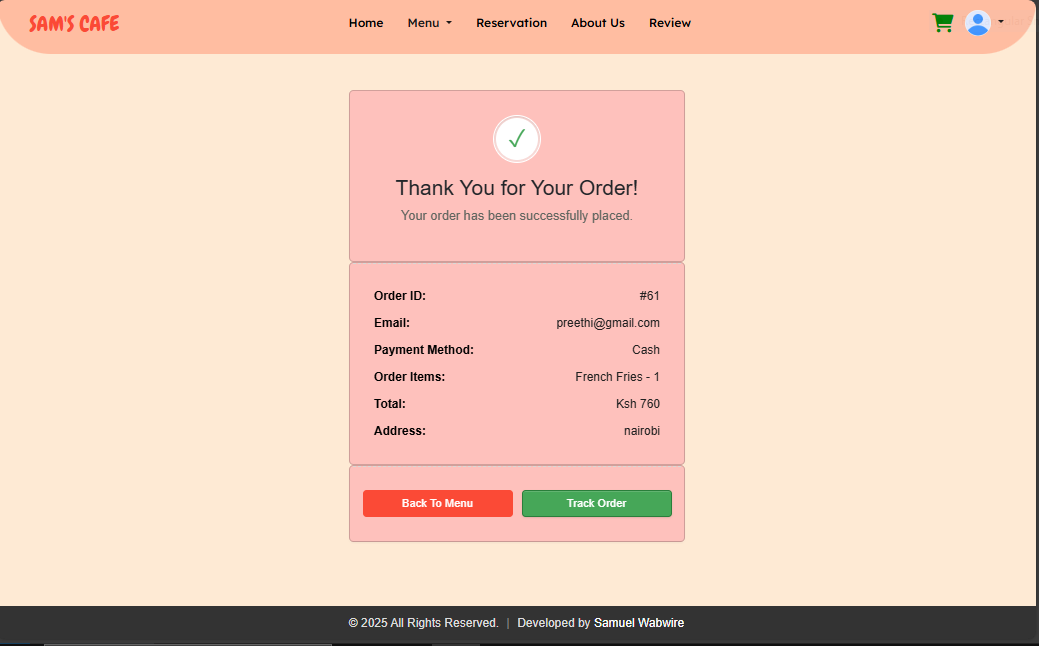 SAM'S CAFE
Home Menu Reservation About Us Review
Thank You for Your Order!
Your order has been successfully placed.
Order ID: #61
Email: preethi@gmail.com
Payment Method: Cash
Order Items: French Fries - 1
Total: Ksh 760
Address: nairobi
Back To Menu Track Order
© 2025 All Rights Reserved. | Developed by Samuel Wabwire